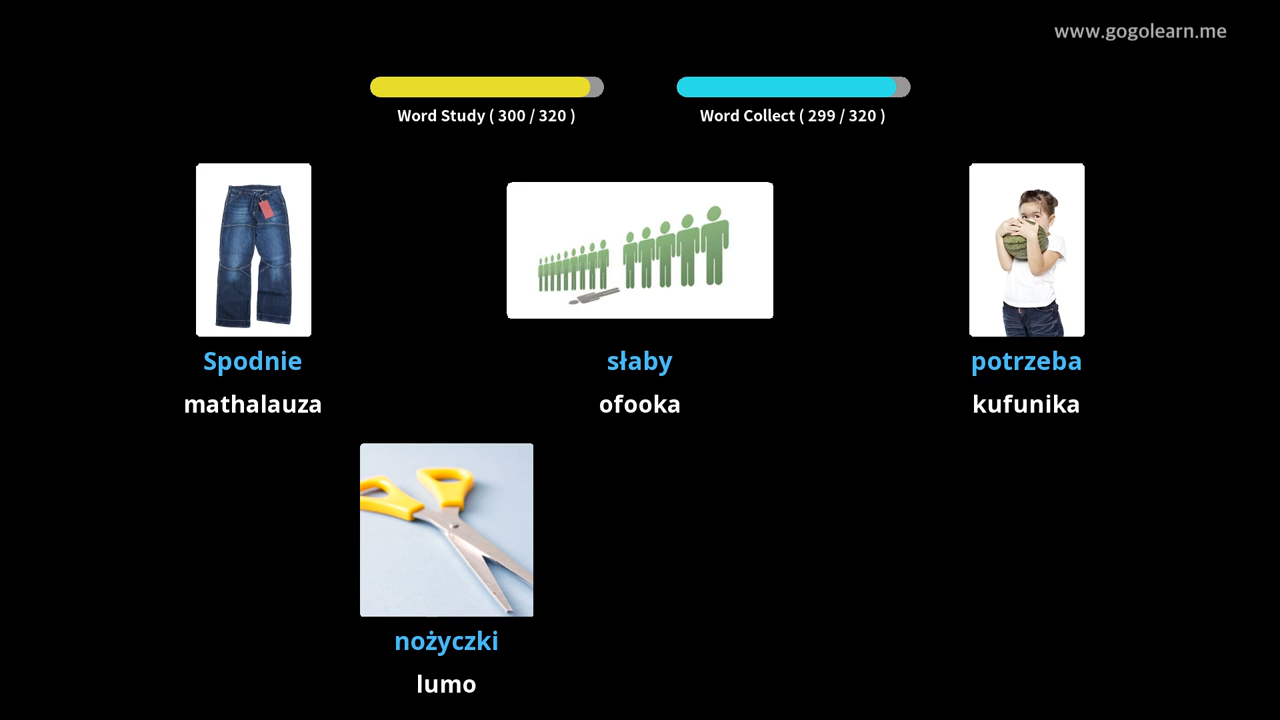 www.gogolearn.me
Word Study ( 300 / 320 )
Word Collect ( 299 / 320 )
Spodnie
mathalauza
słaby
ofooka
potrzeba
kufunika
nożyczki
lumo